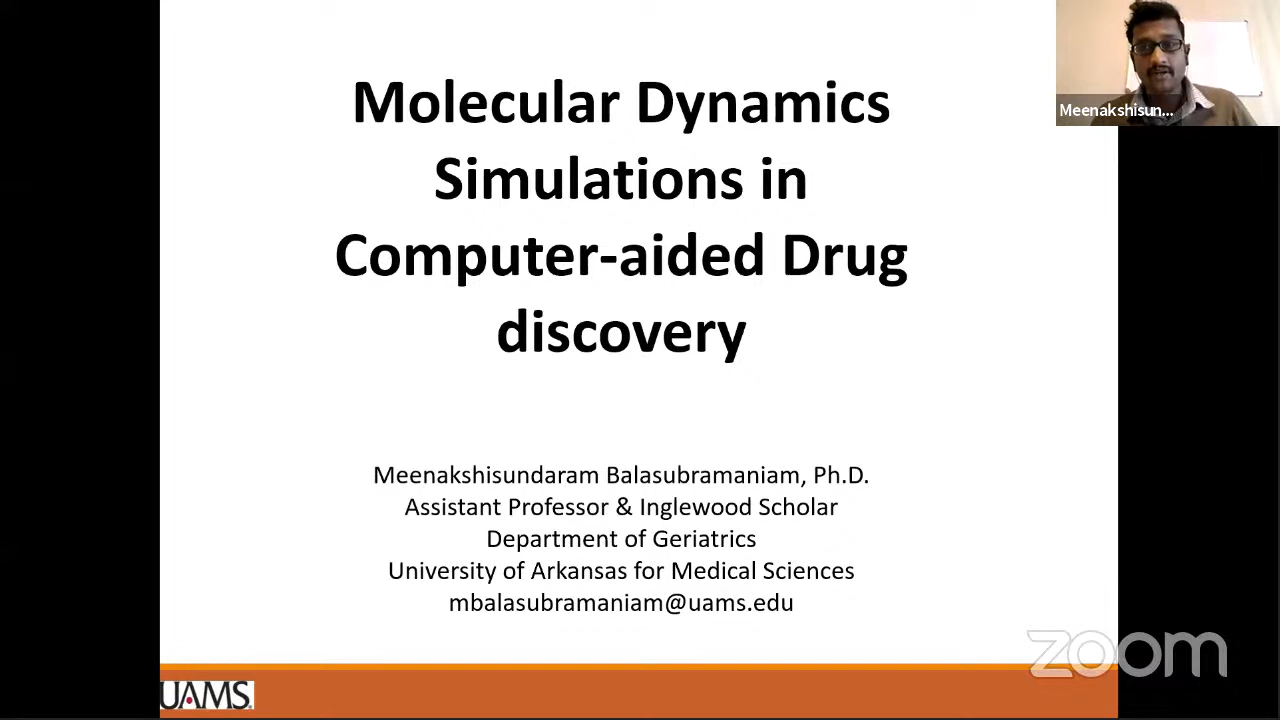 Molecular Dynamics
Simulations in
Computer-aided Drug
discovery
Meenakshisun...
Meenakshisundaram Balasubramaniam, Ph.D.
Assistant Professor & Inglewood Scholar
Department of Geriatrics
University of Arkansas for Medical Sciences
mbalasubramaniam@uams.edu
zoom
UAMS